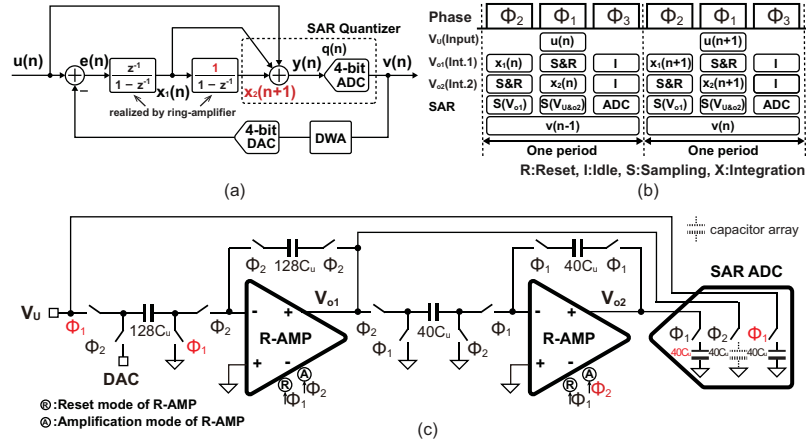 SAR Quantizer
u(n)
e(n)
z⁻¹
1 − z⁻¹
x₁(n)
1
1 − z⁻¹
x₂(n+1)
y(n)
q(n)
4-bit
ADC
v(n)
realized by ring-amplifier
4-bit
DAC
DWA
(a)
Phase Φ₂ Φ₁ Φ₃ Φ₂ Φ₁ Φ₃
Vᵤ(Input) u(n) u(n+1)
Vₒ₁(Int.1) x₁(n) S&R I x₁(n+1) S&R I
Vₒ₂(Int.2) S&R x₂(n) I S&R x₂(n+1) I
SAR S(Vₒ₁) S(V_U&o2) ADC S(Vₒ₁) S(V_U&o2) ADC
v(n-1) v(n)
One period One period
R:Reset, I:Idle, S:Sampling, X:Integration
(b)
Φ₂ 128Cᵤ Φ₂
Φ₁ 40Cᵤ Φ₁
capacitor array
SAR ADC
Vᵤ
Φ₁
Φ₂
128Cᵤ
Φ₁
Φ₂
DAC
- +
R-AMP
+ -
Vₒ₁
R A
Φ₁ Φ₂
Φ₂
Φ₁
40Cᵤ
Φ₂
Φ₁
- +
R-AMP
+ -
Vₒ₂
R A
Φ₁ Φ₂
Φ₁ Φ₂ Φ₁
40Cᵤ 40Cᵤ 40Cᵤ
Ⓡ:Reset mode of R-AMP
Ⓐ:Amplification mode of R-AMP
(c)